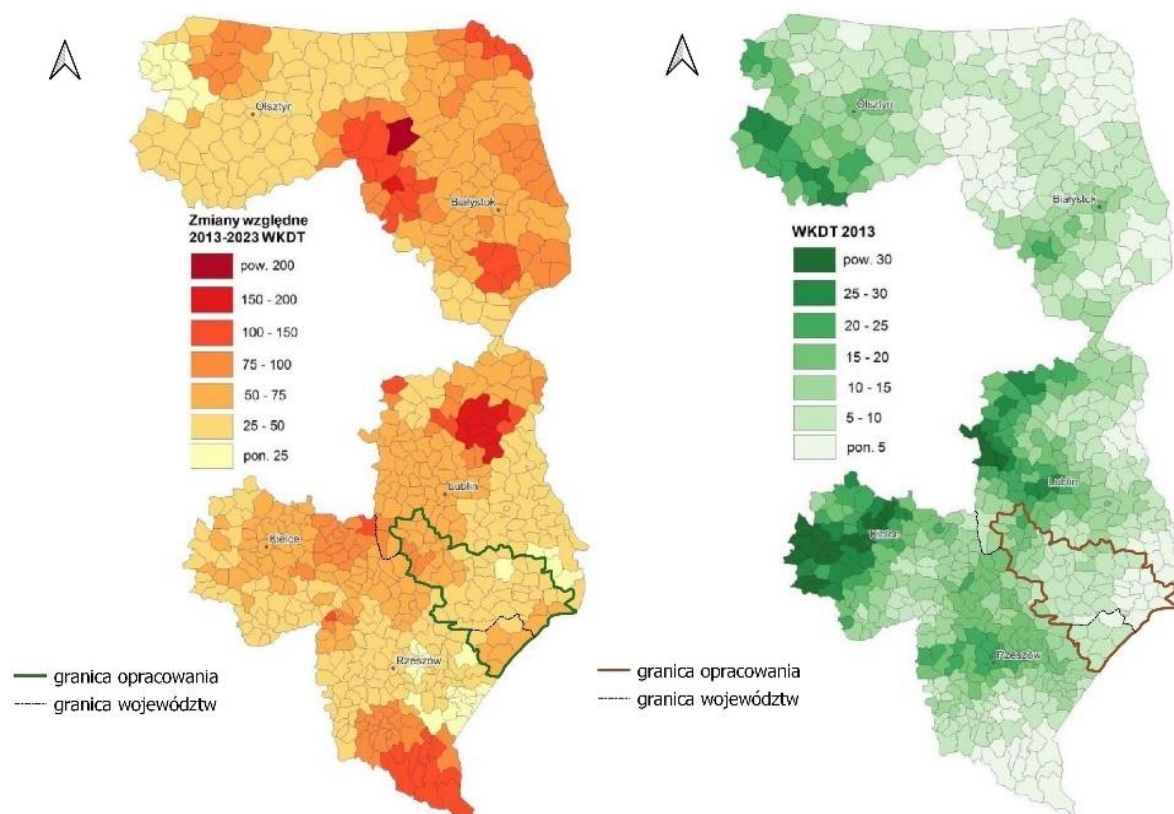 Olsztyn
Białystok
Zmiany względne
2013-2023 WKDT
pow. 200
150 - 200
100 - 150
75 - 100
50 - 75
25 - 50
pon. 25
Lublin
Kielce
Rzeszów
granica opracowania
granica województw
Olsztyn
Białystok
WKDT 2013
pow. 30
25 - 30
20 - 25
15 - 20
10 - 15
5 - 10
pon. 5
Lublin
Kielce
Rzeszów
granica opracowania
granica województw